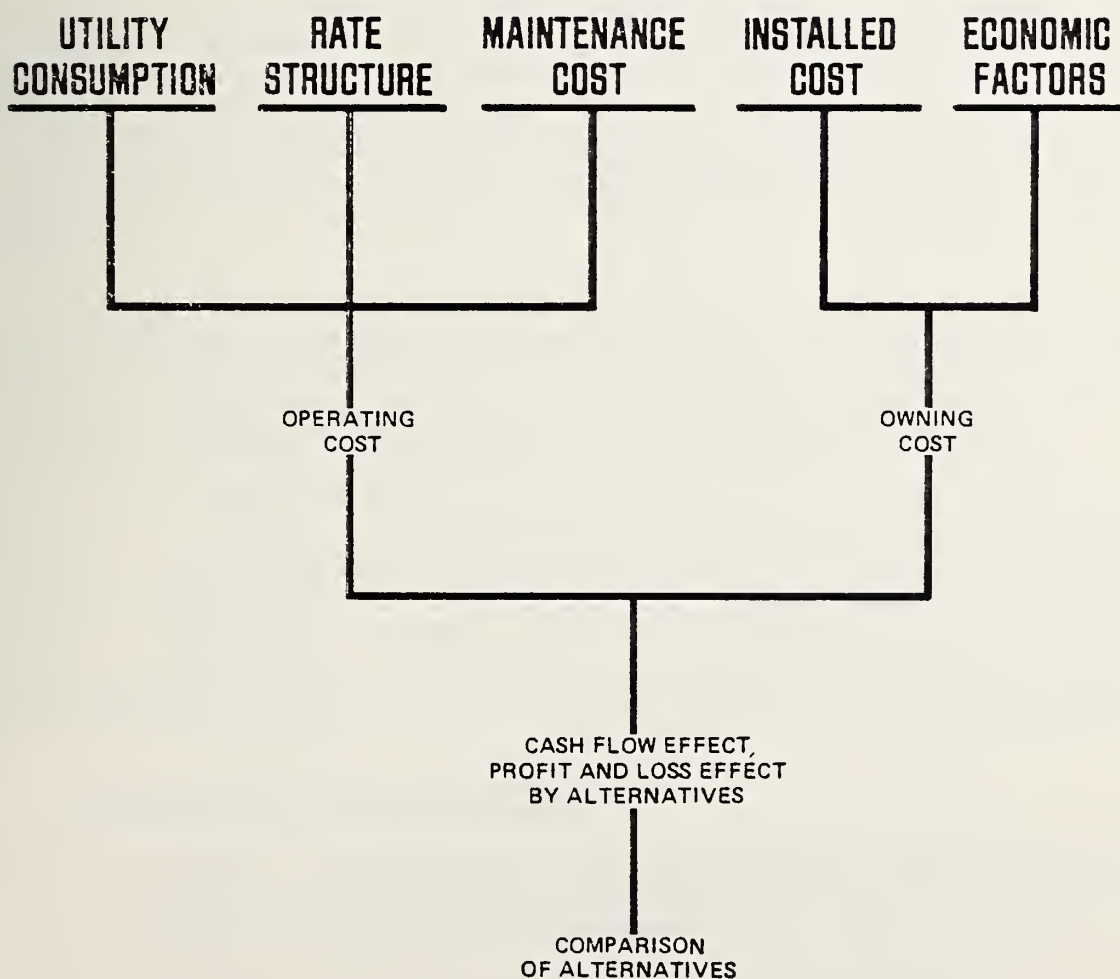 UTILITY
CONSUMPTION
RATE
STRUCTURE
MAINTENANCE
COST
INSTALLED
COST
ECONOMIC
FACTORS
OPERATING
COST
OWNING
COST
CASH FLOW EFFECT,
PROFIT AND LOSS EFFECT
BY ALTERNATIVES
COMPARISON
OF ALTERNATIVES